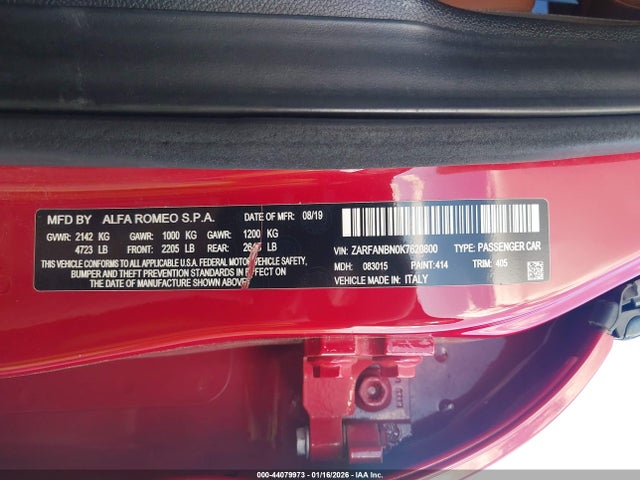 MFD BY ALFA ROMEO S.P.A. DATE OF MFR: 08/19
GVWR: 2142 KG GAWR: 1000 KG GAWR: 1200 KG
4723 LB FRONT: 2205 LB REAR: LB
THIS VEHICLE CONFORMS TO ALL APPLICABLE U.S. FEDERAL MOTOR VEHICLE SAFETY,
BUMPER AND THEFT PREVENTION STANDARDS IN EFFECT ON
THE DATE OF MANUFACTURE SHOWN ABOVE.
VIN: ZARFANBN0K7620800 TYPE: PASSENGER CAR
MDH: 083015 PAINT:414 TRIM: 405
VEHICLE MADE IN: ITALY
000-44079973 - 01/16/2026 - IAA Inc.